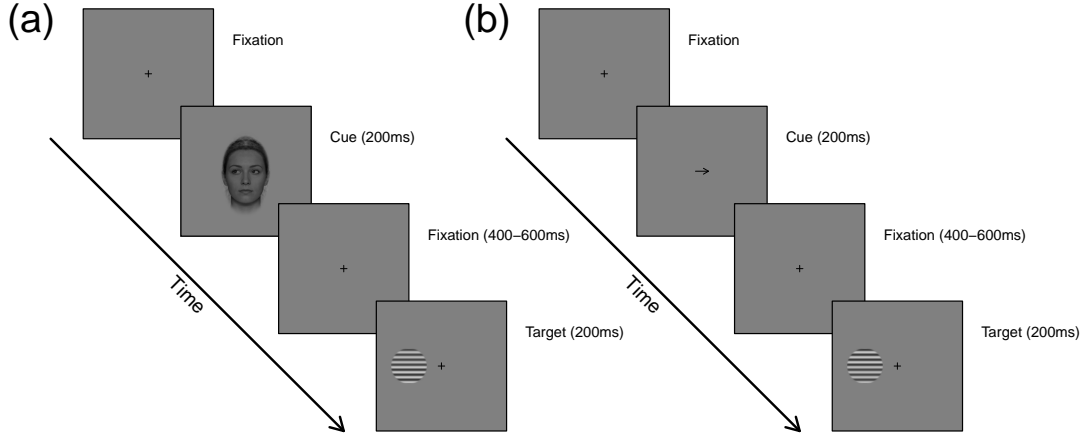 (a)
Fixation
Cue (200ms)
Fixation (400–600ms)
Target (200ms)
Time
(b)
Fixation
Cue (200ms)
Fixation (400–600ms)
Target (200ms)
Time